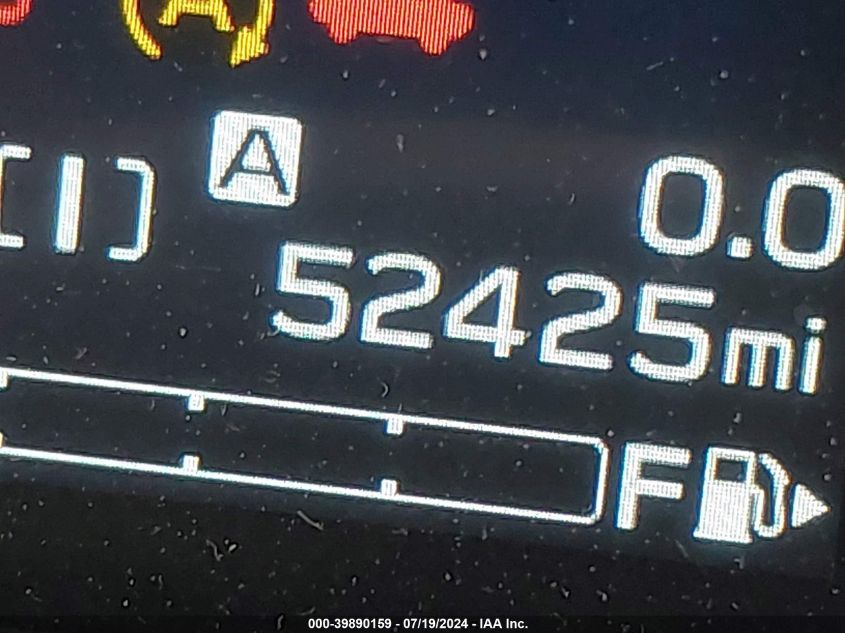 A
A
0.0
[I]
52425mi
F
000-39890159 - 07/19/2024 - IAA Inc.